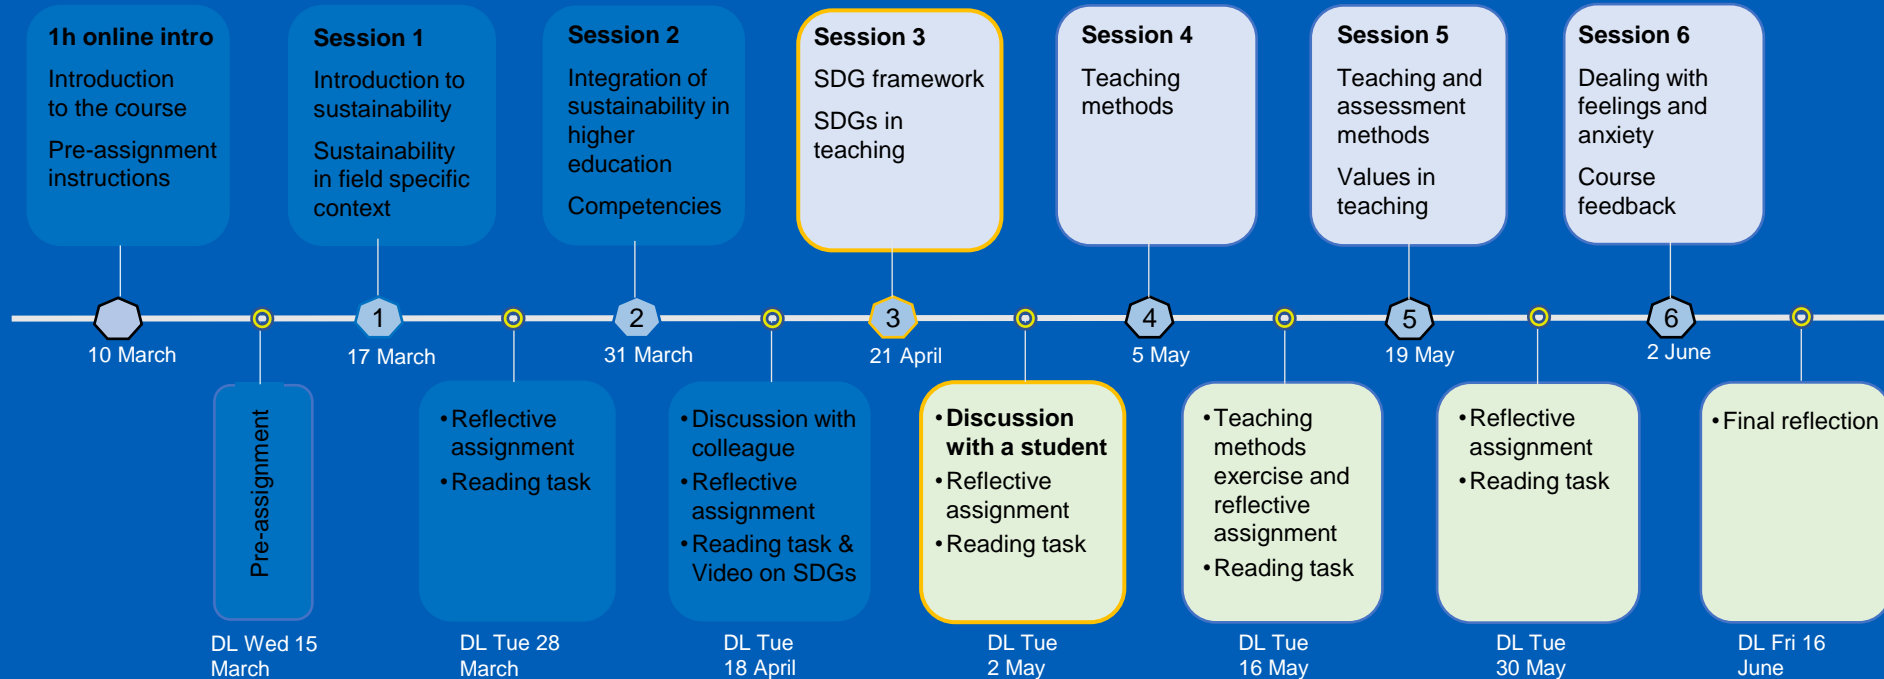 1h online intro
Introduction
to the course
Pre-assignment
instructions
Session 1
Introduction to
sustainability
Sustainability
in field specific
context
Session 2
Integration of
sustainability in
higher
education
Competencies
Session 3
SDG framework
SDGs in
teaching
Session 4
Teaching
methods
Session 5
Teaching and
assessment
methods
Values in
teaching
Session 6
Dealing with
feelings and
anxiety
Course
feedback
1
2
3
4
5
6
10 March
17 March
31 March
21 April
5 May
19 May
2 June
Pre-assignment
•Reflective
assignment
•Reading task
•Discussion with
colleague
•Reflective
assignment
•Reading task &
Video on SDGs
•Discussion
with a student
•Reflective
assignment
•Reading task
•Teaching
methods
exercise and
reflective
assignment
•Reading task
•Reflective
assignment
•Reading task
•Final reflection
DL Wed 15
March
DL Tue 28
March
DL Tue
18 April
DL Tue
2 May
DL Tue
16 May
DL Tue
30 May
DL Fri 16
June